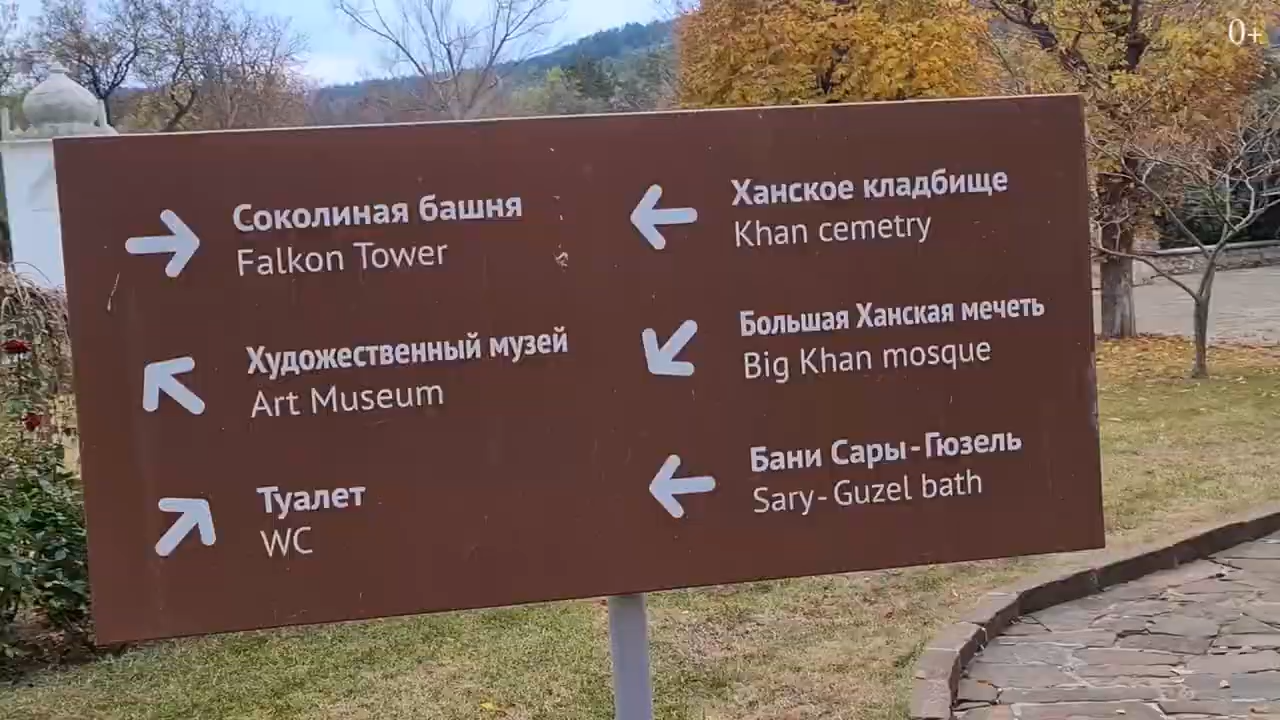 0+
Соколиная башня
Falkon Tower
Художественный музей
Art Museum
Туалет
WC
Ханское кладбище
Khan cemetry
Большая Ханская мечеть
Big Khan mosque
Бани Сары-Гюзель
Sary-Guzel bath